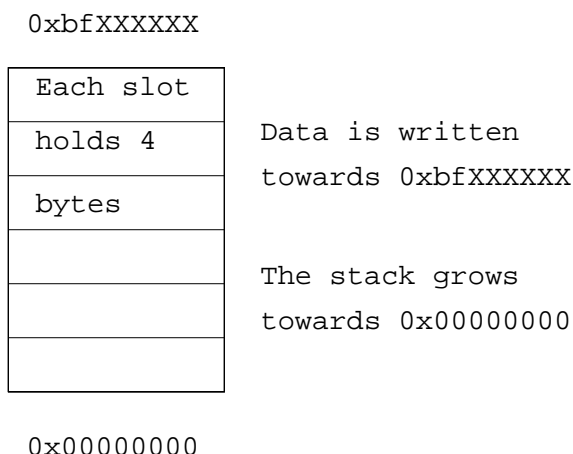 0xbfXXXXXX
Each slot
holds 4
bytes
Data is written
towards 0xbfXXXXXX
The stack grows
towards 0x00000000
0x00000000